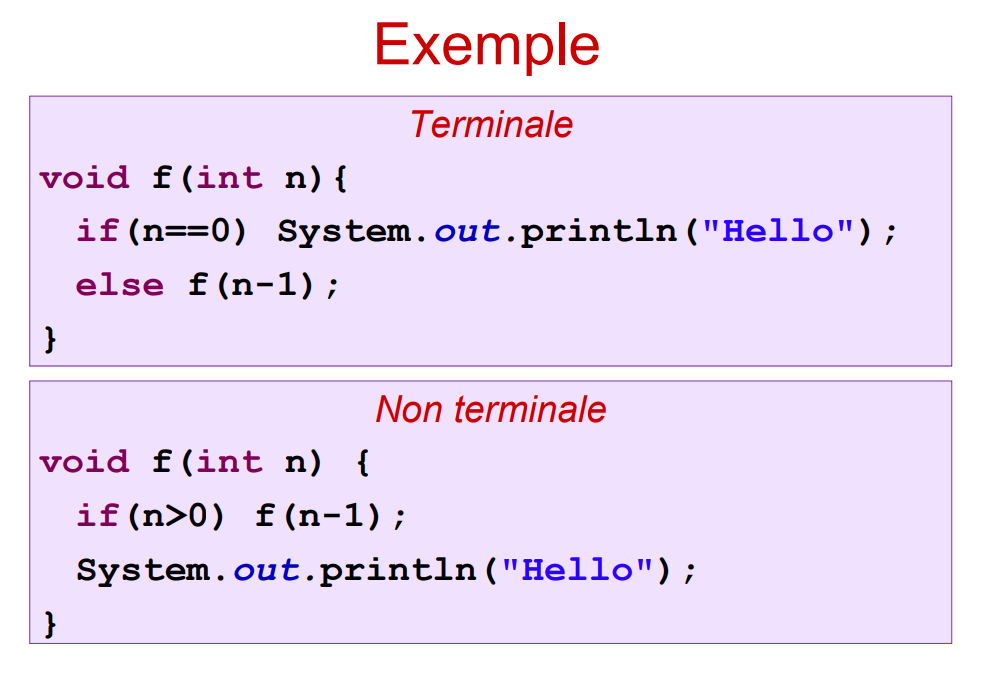 Exemple
Terminale
void f(int n){
if(n==0) System.out.println("Hello");
else f(n-1);
}
Non terminale
void f(int n) {
if(n>0) f(n-1);
System.out.println("Hello");
}